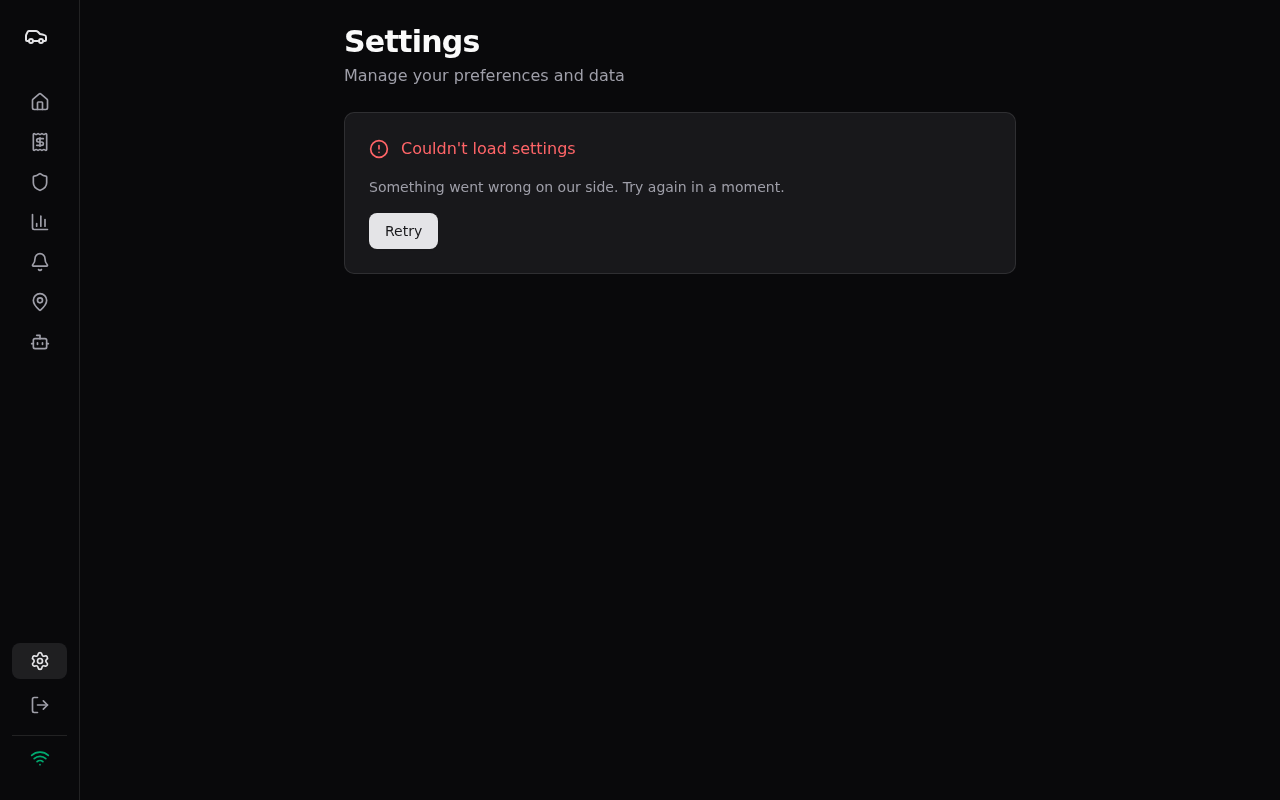 Settings
Manage your preferences and data
Couldn't load settings
Something went wrong on our side. Try again in a moment.
Retry